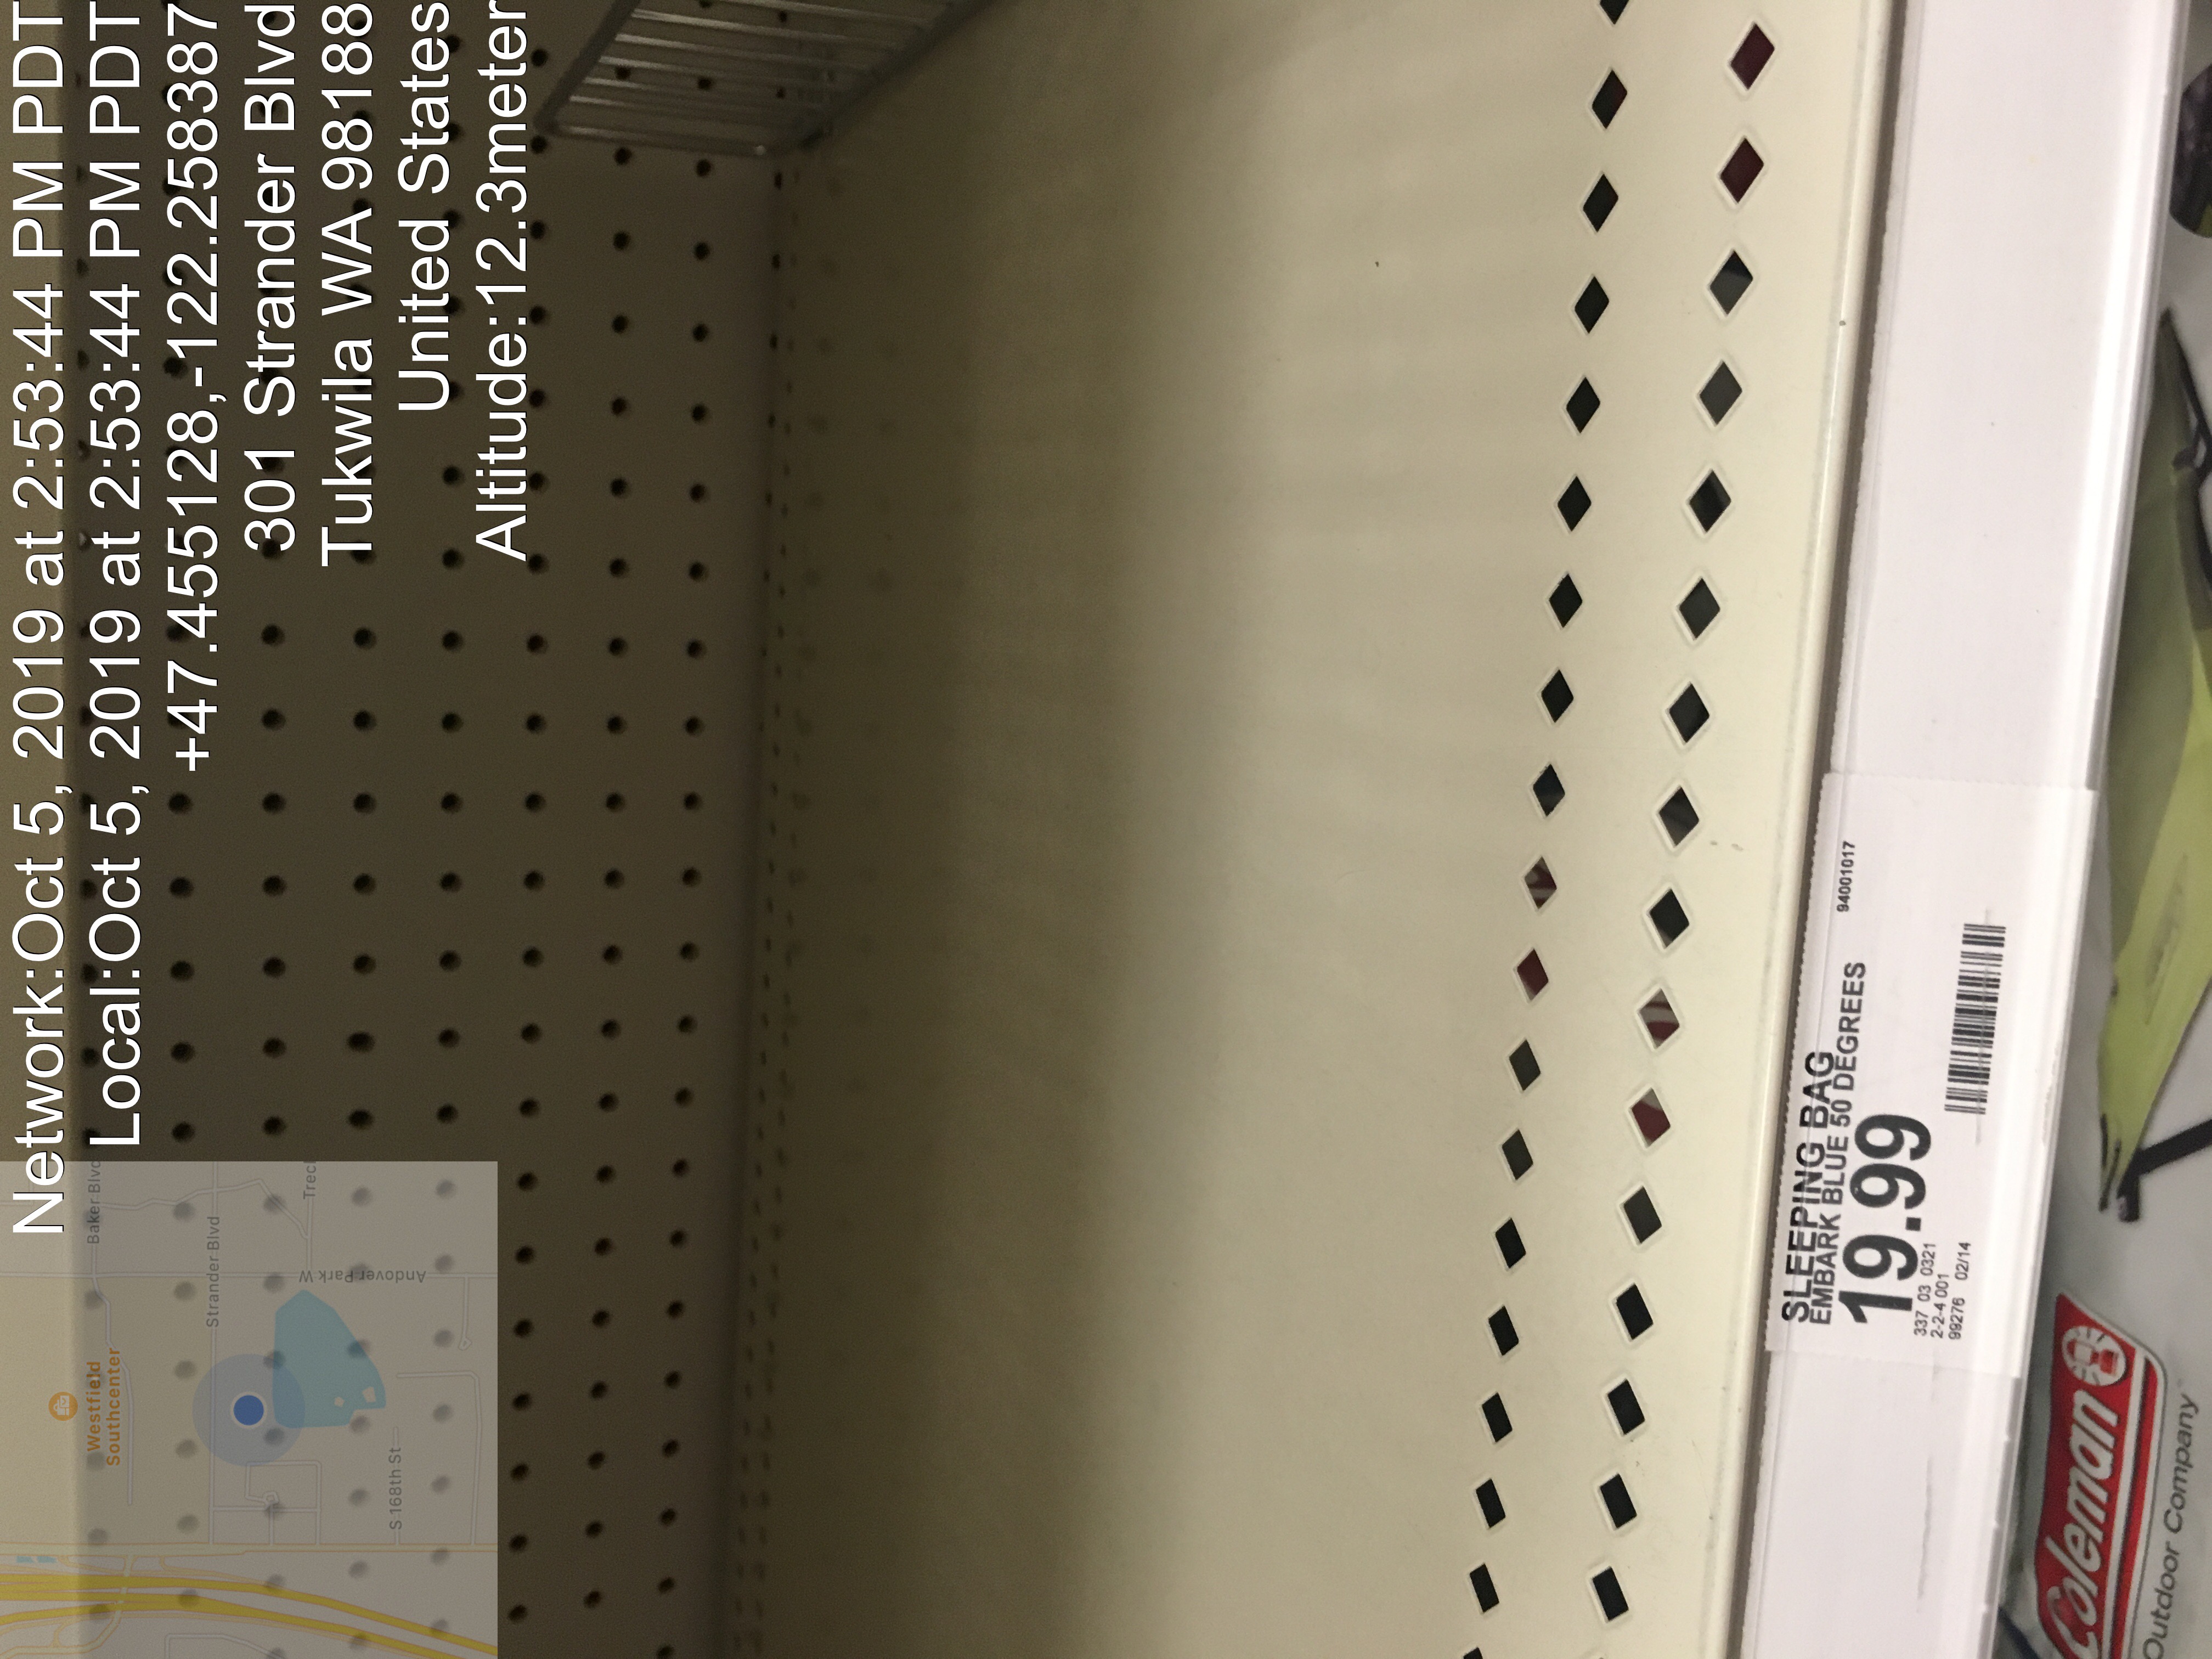 Network:Oct 5, 2019 at 2:53:44 PM PDT
Local:Oct 5, 2019 at 2:53:44 PM PDT
+47.455128,-122.258387
301 Strander Blvd
Tukwila WA 98188
United States
Altitude:12.3meter
Westfield
Southcenter
Baker Blvd
Strander Blvd
Trec
Andover Park W
S 168th St
SLEEPING BAG
EMBARK BLUE 50 DEGREES
94001017
19.99
337 03 0321
2-2-4 001
99276 02/14
Coleman
Outdoor Company